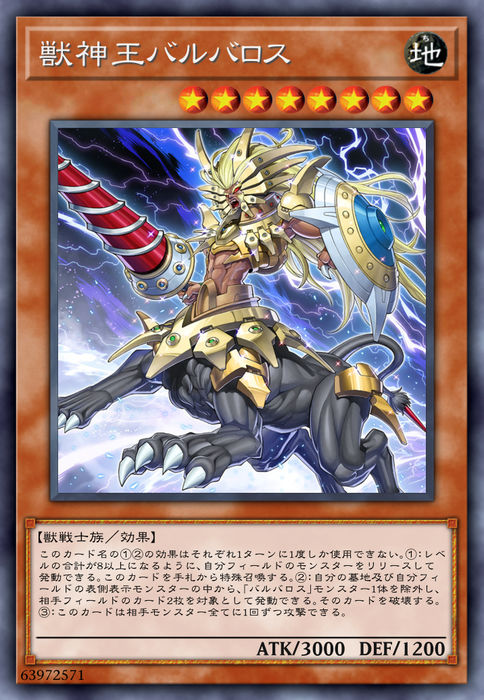 獣神王バルバロス
地
ち
【獣戦士族／効果】
このカード名の①②の効果はそれぞれ1ターンに1度しか使用できない。①:レベ
ルの合計が8以上になるように、自分フィールドのモンスターをリリースして
発動できる。このカードを手札から特殊召喚する。②:自分の墓地及び自分フィ
ールドの表側表示モンスターの中から、「バルバロス」モンスター1体を除外し、
相手フィールドのカード2枚を対象として発動できる。そのカードを破壊する。
③:このカードは相手モンスター全てに1回ずつ攻撃できる。
ATK/3000 DEF/1200
63972571